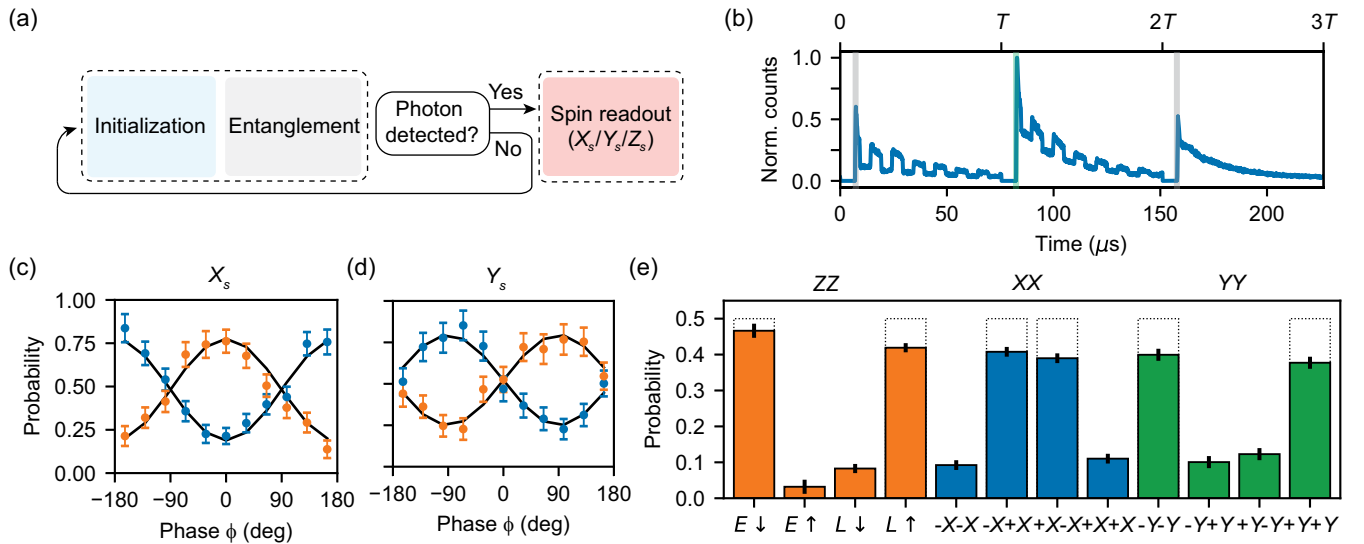 (a)
Initialization
Entanglement
Photon
detected?
Yes
No
Spin readout
(Xs/Ys/Zs)
(b)
0 T 2T 3T
Norm. counts
1.0
0.5
0.0
0 50 100 150 200
Time (μs)
(c)
Xs
Probability
1.00
0.75
0.50
0.25
0.00
−180 −90 0 90 180
Phase ϕ (deg)
(d)
Ys
−180 −90 0 90 180
Phase ϕ (deg)
(e)
ZZ XX YY
Probability
0.5
0.4
0.3
0.2
0.1
0.0
E ↓ E ↑ L ↓ L ↑ -X-X -X+X +X-X +X+X -Y-Y -Y+Y +Y-Y +Y+Y